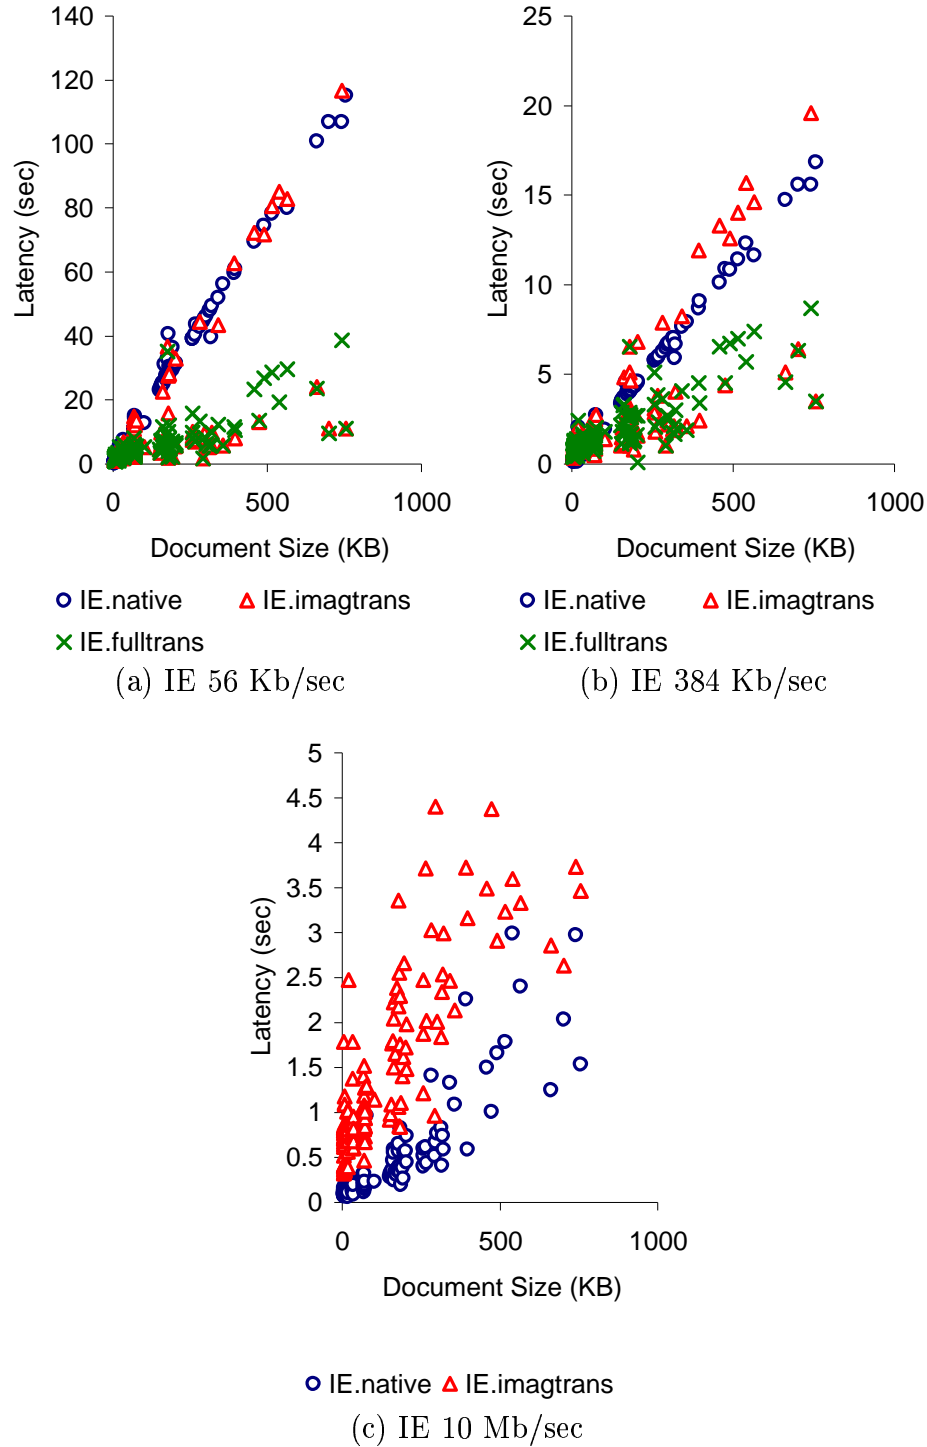 140
120
100
80
60
40
20
0
Latency (sec)
0 500 1000
Document Size (KB)
IE.native IE.imagtrans
IE.fulltrans
(a) IE 56 Kb/sec
25
20
15
10
5
0
Latency (sec)
0 500 1000
Document Size (KB)
IE.native IE.imagtrans
IE.fulltrans
(b) IE 384 Kb/sec
5
4.5
4
3.5
3
2.5
2
1.5
1
0.5
0
Latency (sec)
0 500 1000
Document Size (KB)
IE.native IE.imagtrans
(c) IE 10 Mb/sec